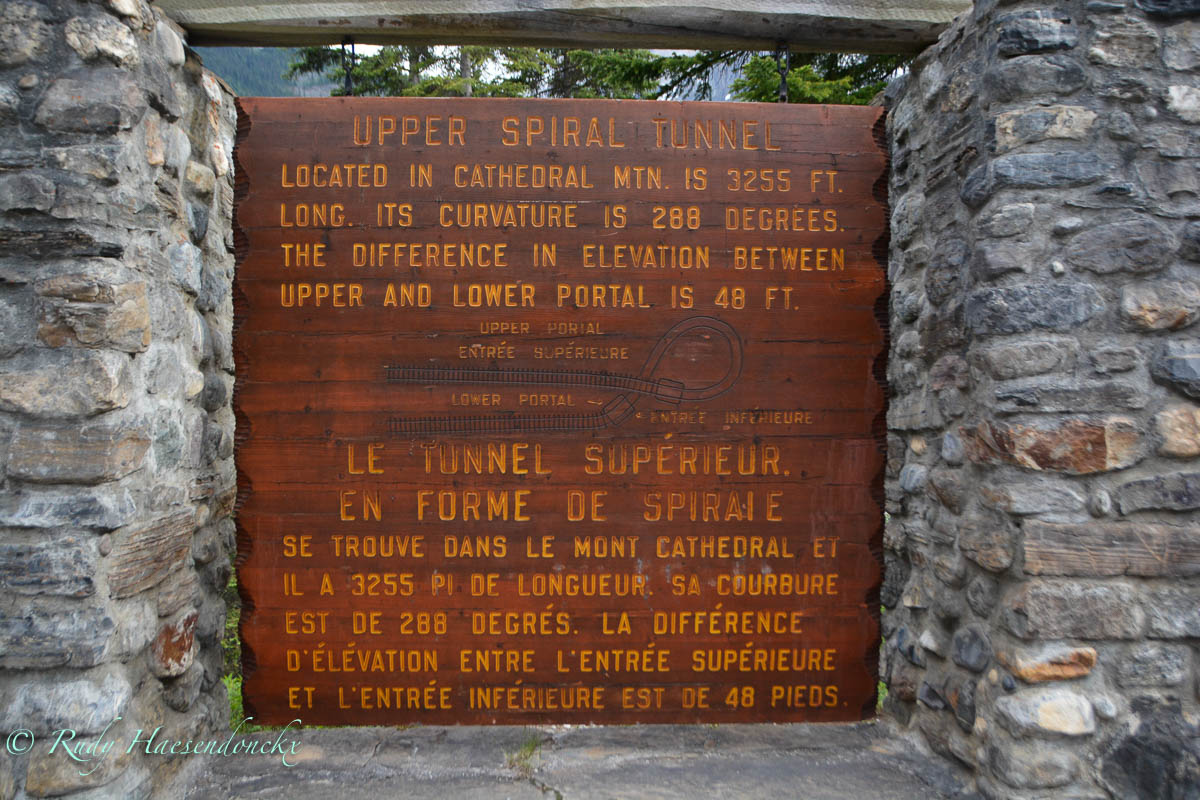 UPPER SPIRAL TUNNEL
LOCATED IN CATHEDRAL MTN. IS 3255 FT.
LONG. ITS CURVATURE IS 288 DEGREES.
THE DIFFERENCE IN ELEVATION BETWEEN
UPPER AND LOWER PORTAL IS 48 FT.
UPPER PORTAL
ENTRÉE SUPÉRIEURE
LOWER PORTAL
ENTRÉE INFÉRIEURE
LE TUNNEL SUPÉRIEUR.
EN FORME DE SPIRALE
SE TROUVE DANS LE MONT CATHEDRAL ET
IL A 3255 PI DE LONGUEUR. SA COURBURE
EST DE 288 DEGRÉS. LA DIFFÉRENCE
D'ÉLÉVATION ENTRE L'ENTRÉE SUPÉRIEURE
ET L'ENTRÉE INFÉRIEURE EST DE 48 PIEDS.
© Rudy Haesendonckx